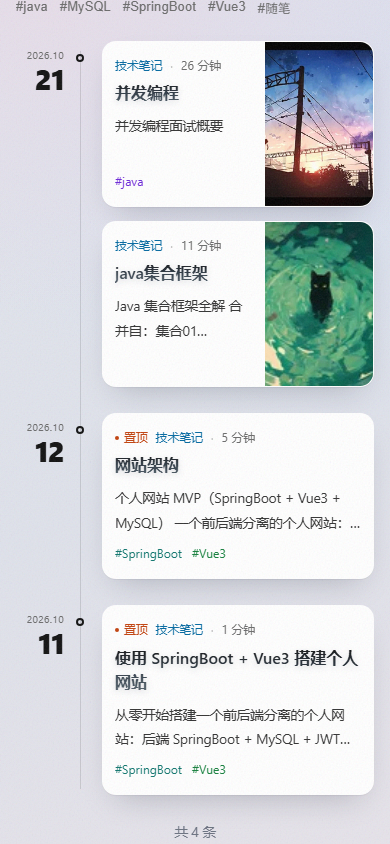 #java #MySQL #SpringBoot #Vue3 #随笔
2026.10
21
技术笔记 · 26 分钟
并发编程
并发编程面试概要
#java
技术笔记 · 11 分钟
java集合框架
Java 集合框架全解 合
并自：集合01...
2026.10
12
置顶 技术笔记 · 5 分钟
网站架构
个人网站 MVP（SpringBoot + Vue3 +
MySQL） 一个前后端分离的个人网站：...
#SpringBoot #Vue3
2026.10
11
置顶 技术笔记 · 1 分钟
使用 SpringBoot + Vue3 搭建个人
网站
从零开始搭建一个前后端分离的个人网
站：后端 SpringBoot + MySQL + JWT...
#SpringBoot #Vue3
共 4 条